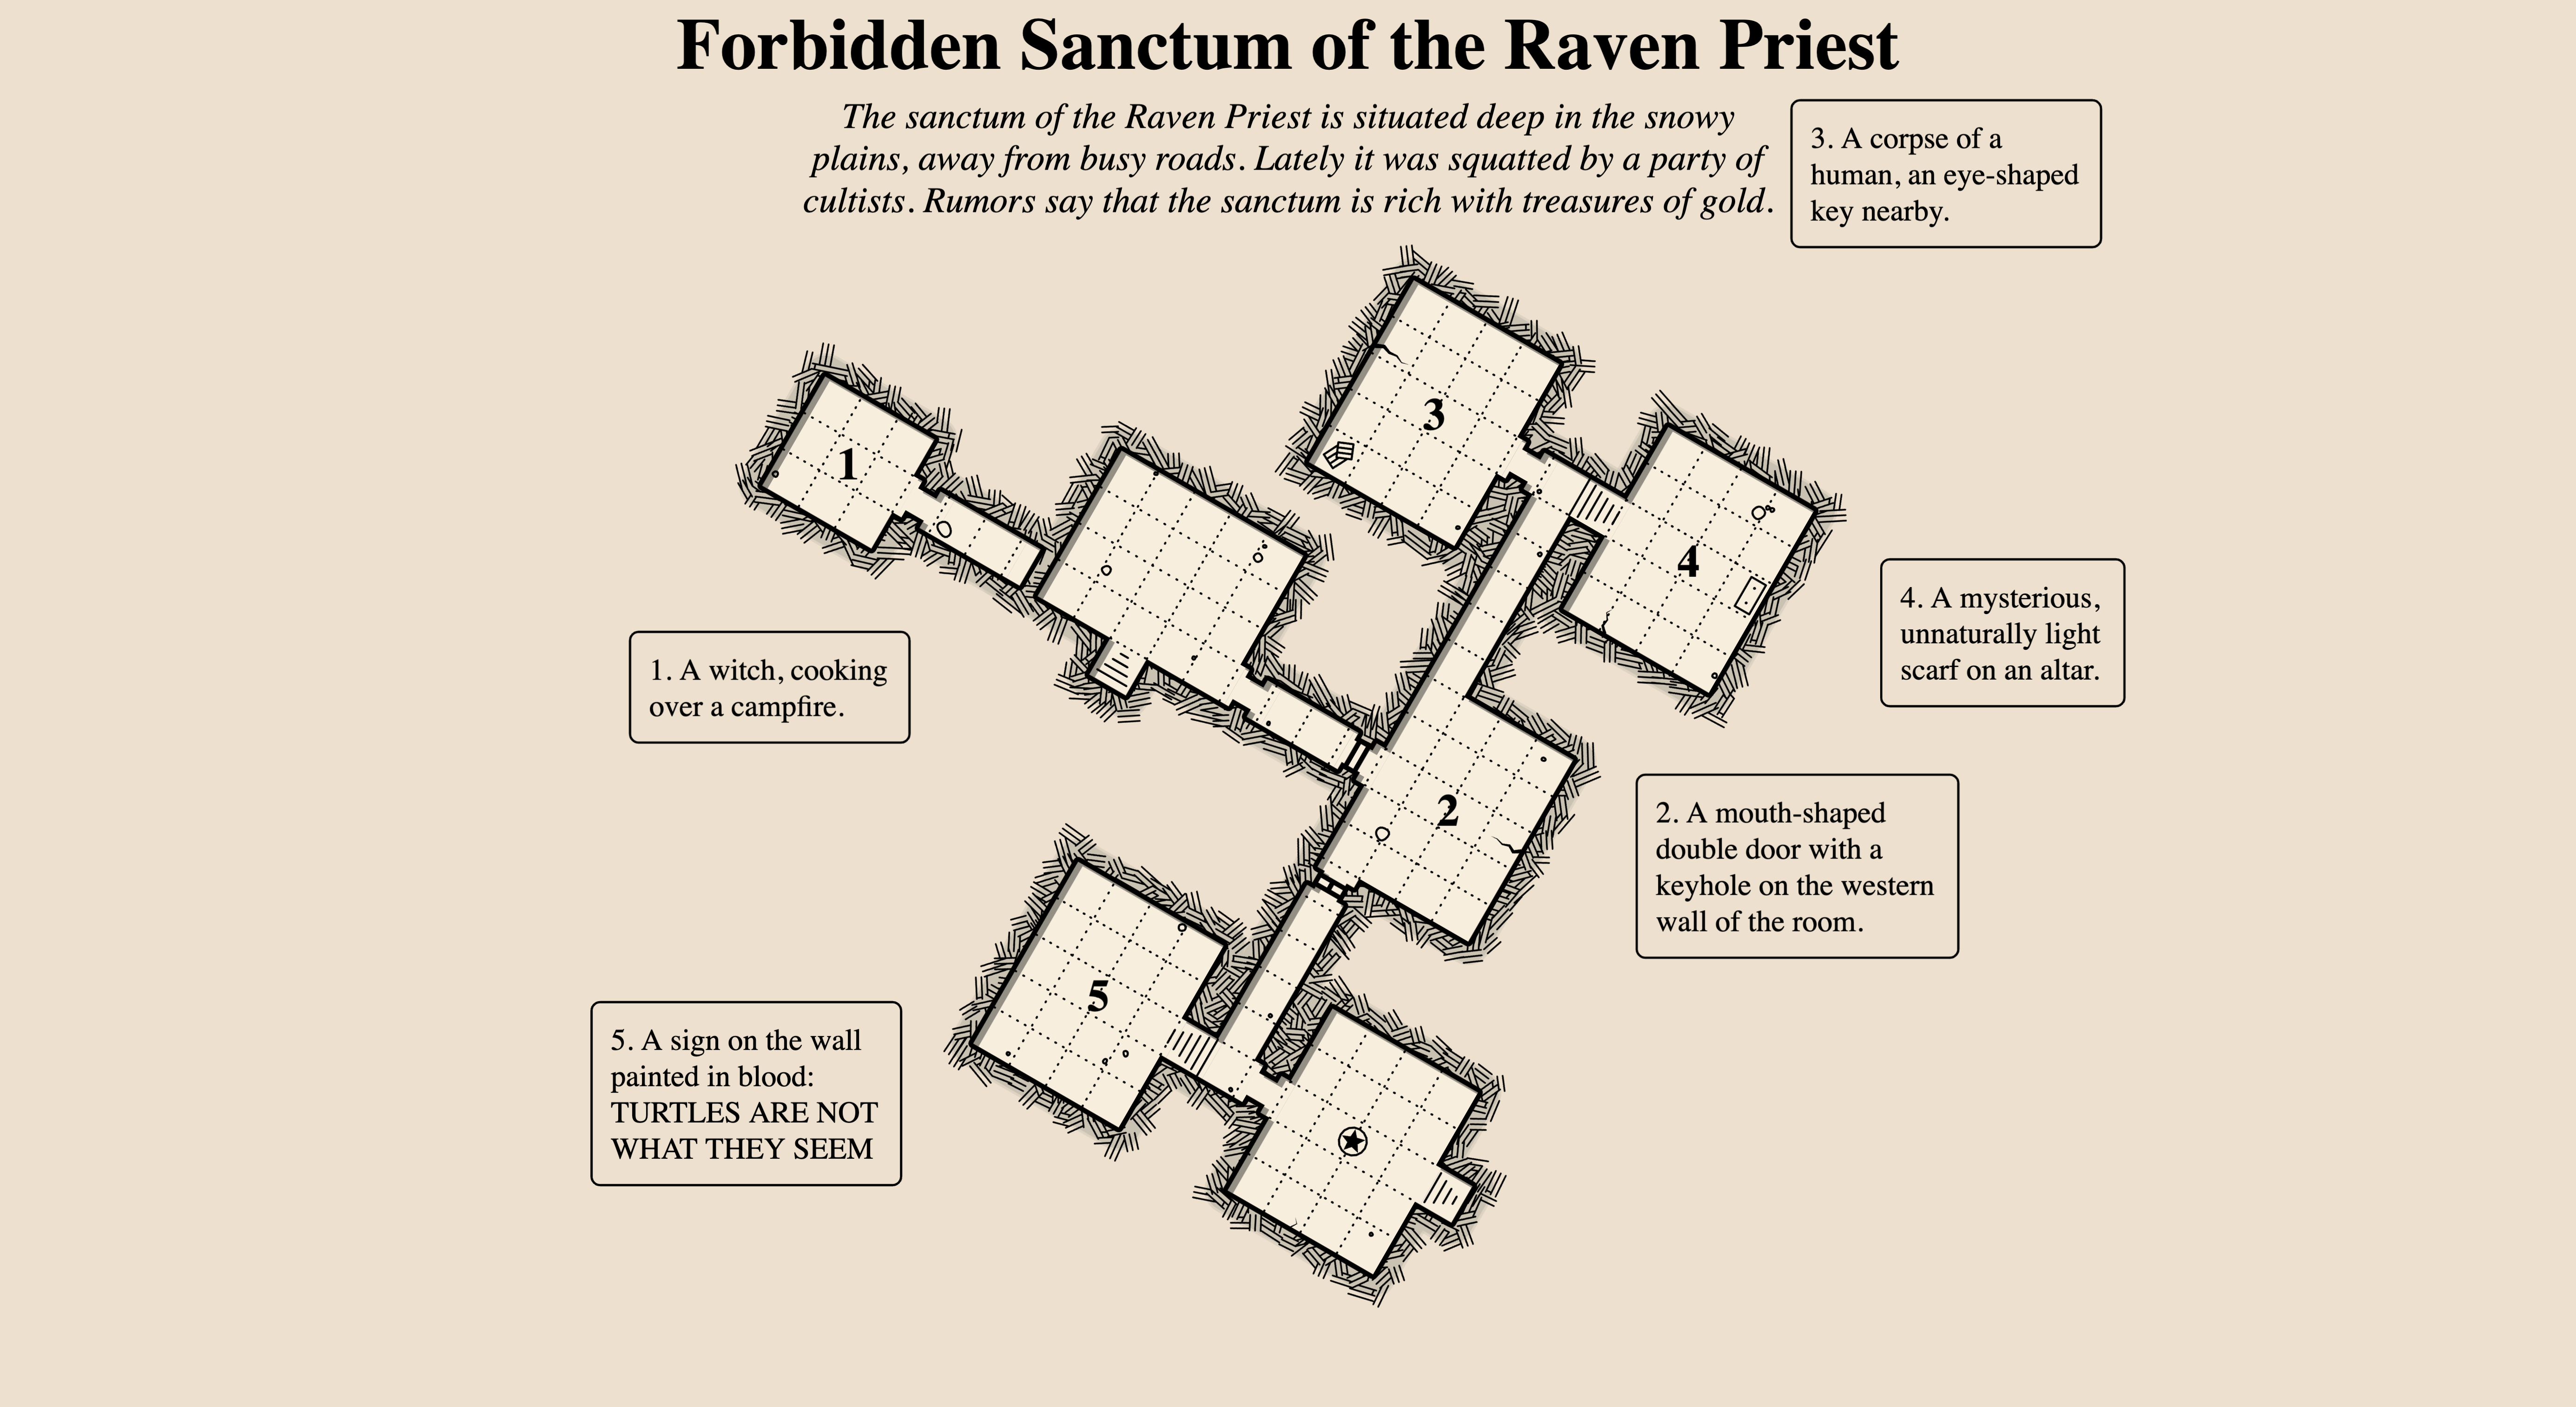 Forbidden Sanctum of the Raven Priest
The sanctum of the Raven Priest is situated deep in the snowy
plains, away from busy roads. Lately it was squatted by a party of
cultists. Rumors say that the sanctum is rich with treasures of gold.
3. A corpse of a
human, an eye-shaped
key nearby.
3
1
4
4. A mysterious,
unnaturally light
scarf on an altar.
1. A witch, cooking
over a campfire.
2
2. A mouth-shaped
double door with a
keyhole on the western
wall of the room.
5
5. A sign on the wall
painted in blood:
TURTLES ARE NOT
WHAT THEY SEEM